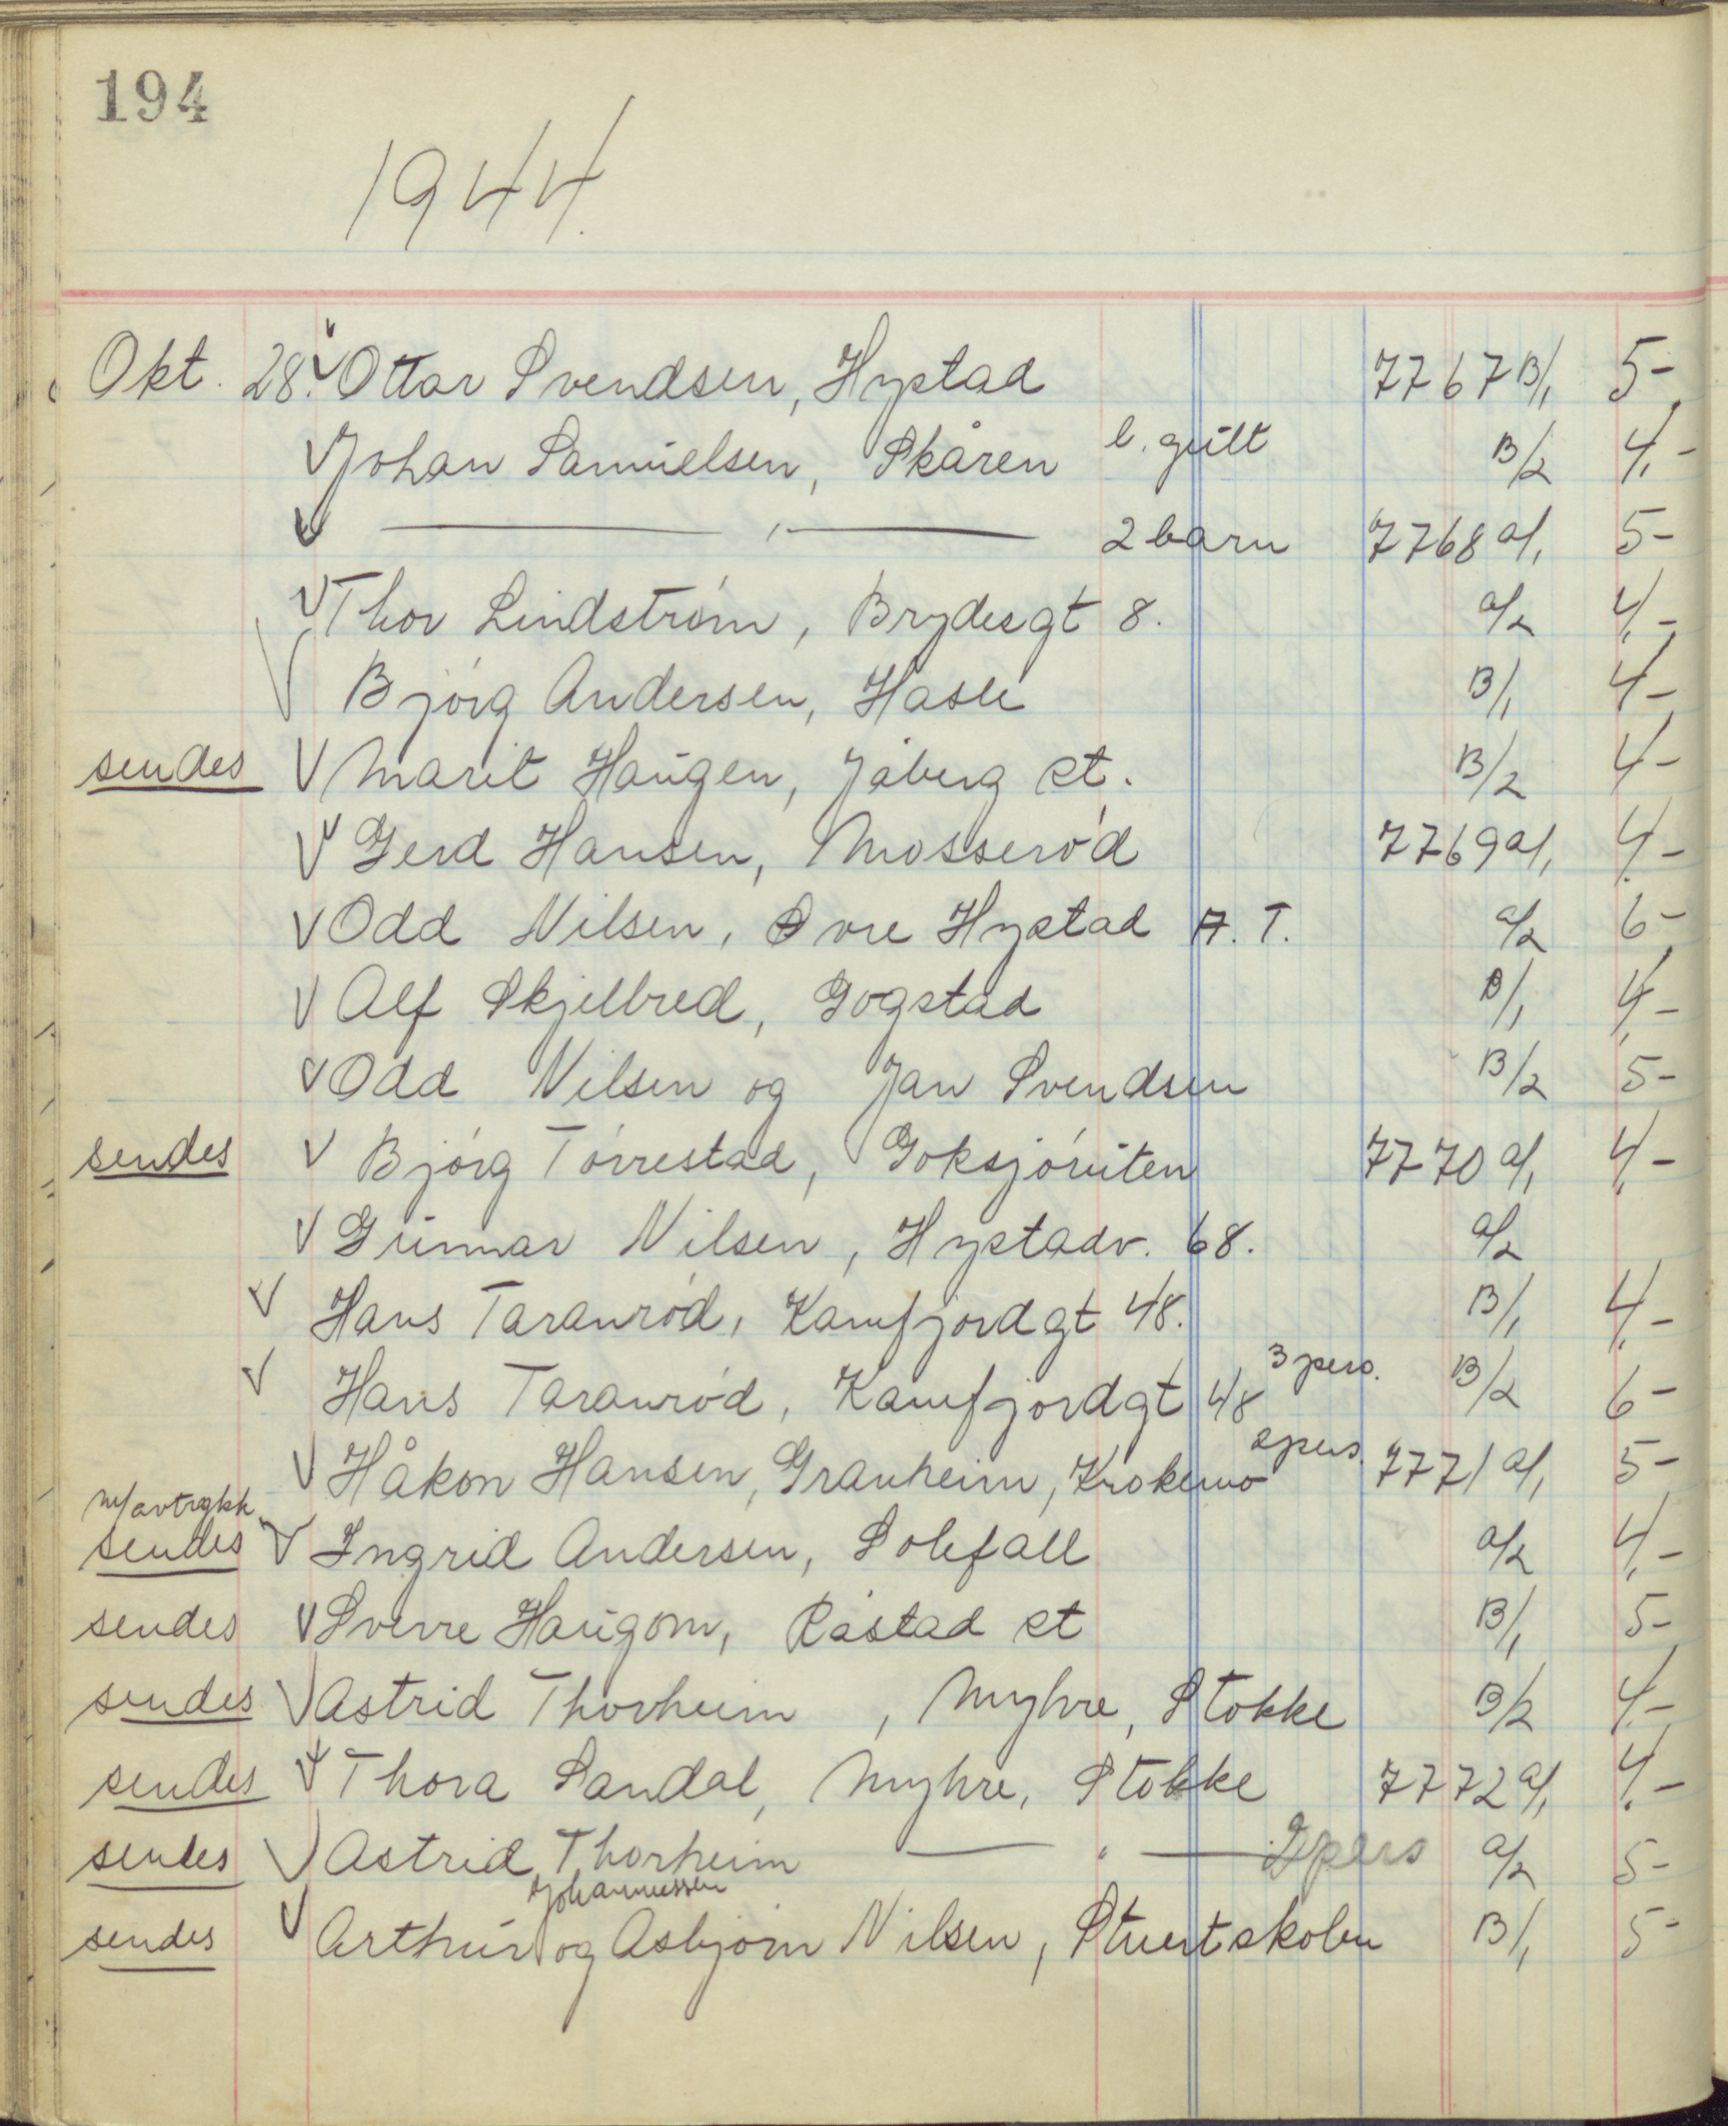 194
1944.
Okt. 28. Ottar Svendsen, Hystad 7767 B/1 5-
Johan Samuelsen, Skåren l. gutt B/2 4,-
— , — 2 barn 7768 a/1 5-
Thor Lindstrøm, Brydesgt 8. a/2 4,-
Bjørg Andersen, Hasle B/1 4-
sendes Marit Haugen, Jåberg st. B/2 4-
Gerd Hansen, Mosserød 7769 a/1 4,-
Odd Nilsen, Øvre Hystad A. T. a/2 6-
Alf Skjelbred, Gogstad B/1 4,-
Odd Nilsen og Jan Svendsen B/2 5-
sendes Bjørg Tørrestad, Goksjøruten 7770 a/1 4,-
Gunnar Nilsen, Hystadv. 68. a/2
Hans Taranrød, Kamfjordgt 48. B/1 4,-
Hans Taranrød, Kamfjordgt 48 3 pers. B/2 6-
Håkon Hansen, Granheim, Krokemo 2 pers. 7771 a/1 5-
m/avtrykk
sendes Ingrid Andersen, Solefall a/2 4,-
sendes Sverre Haugom, Råstad st B/1 5-
sendes Astrid Thorheim, Myhre, Stokke B/2 4,-
sendes Thora Sandal, Myhre, Stokke 7772 a/1 4,-
sendes Astrid Thorheim — " — 2 pers a/2 5-
Johannessen
sendes Arthur og Asbjørn Nilsen, Stuertskolen B/1 5-